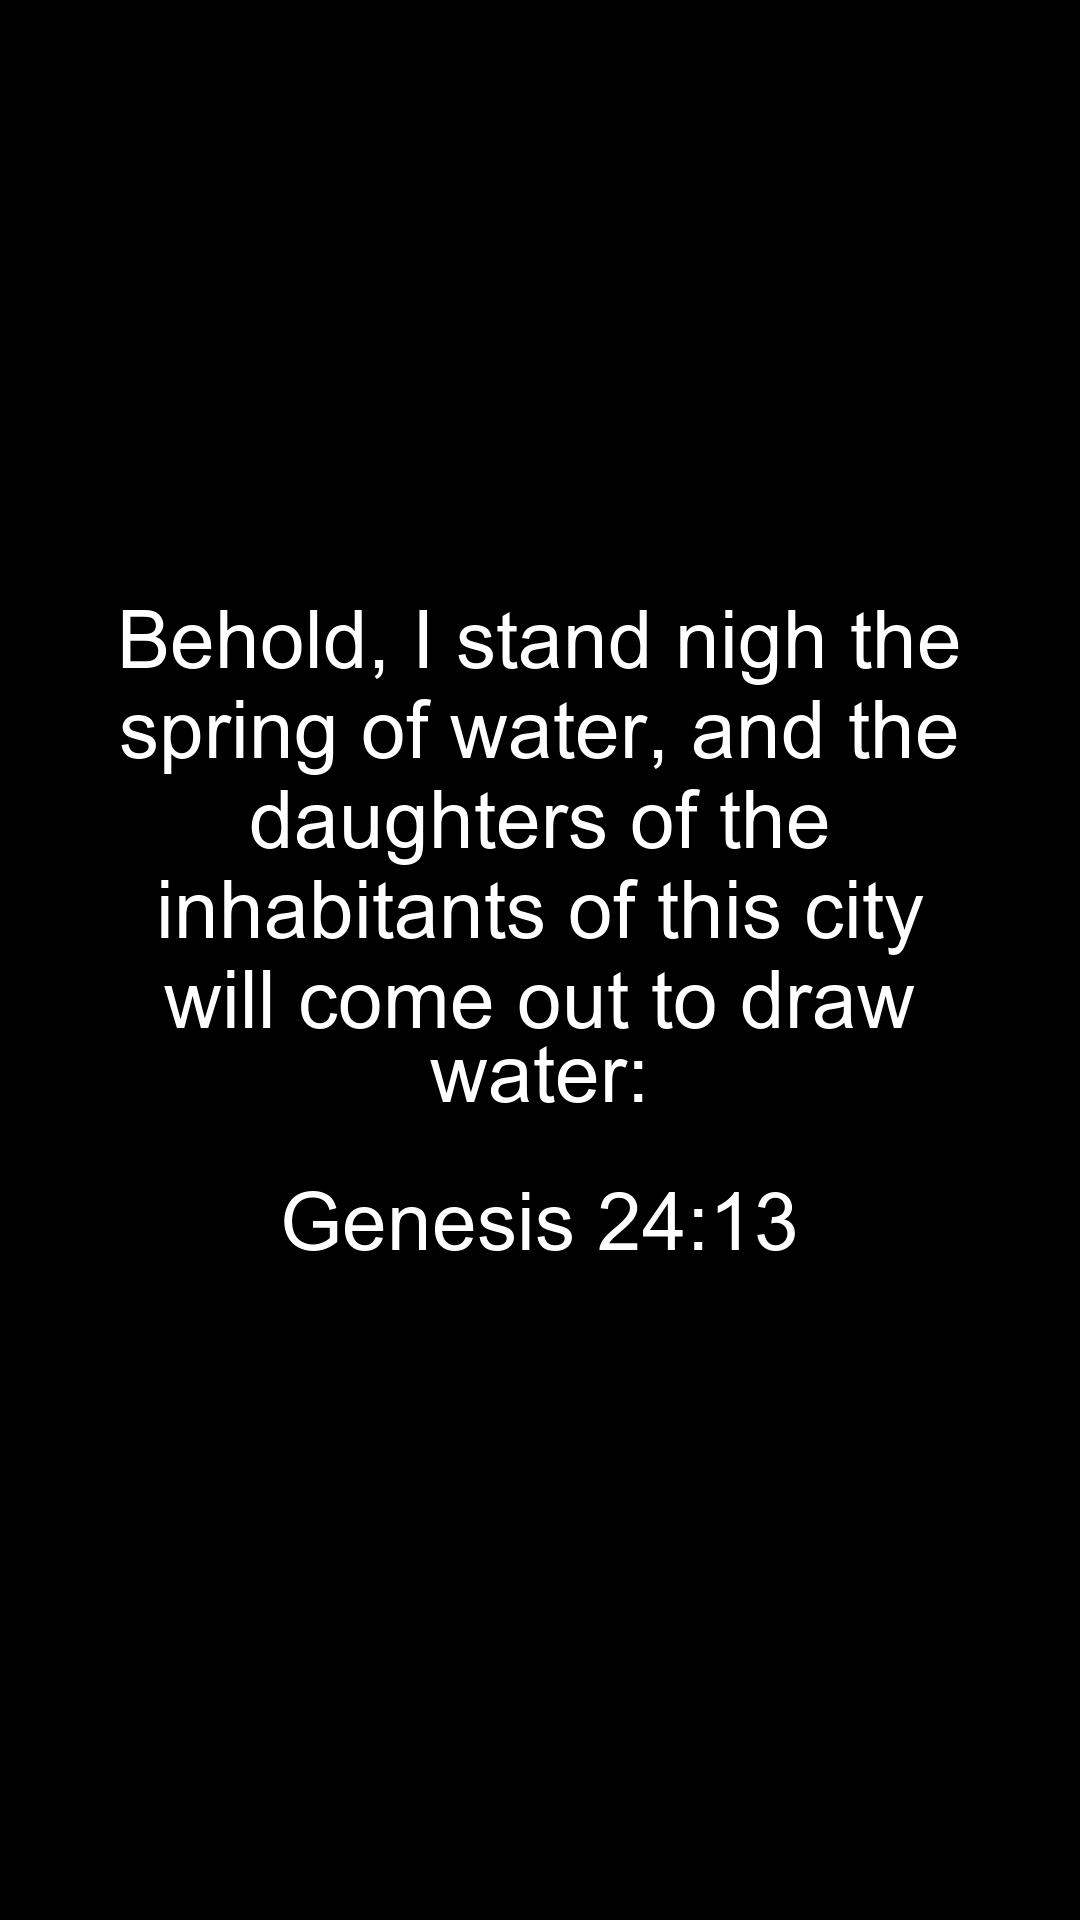 Behold, I stand nigh the
spring of water, and the
daughters of the
inhabitants of this city
will come out to draw
water:
Genesis 24:13